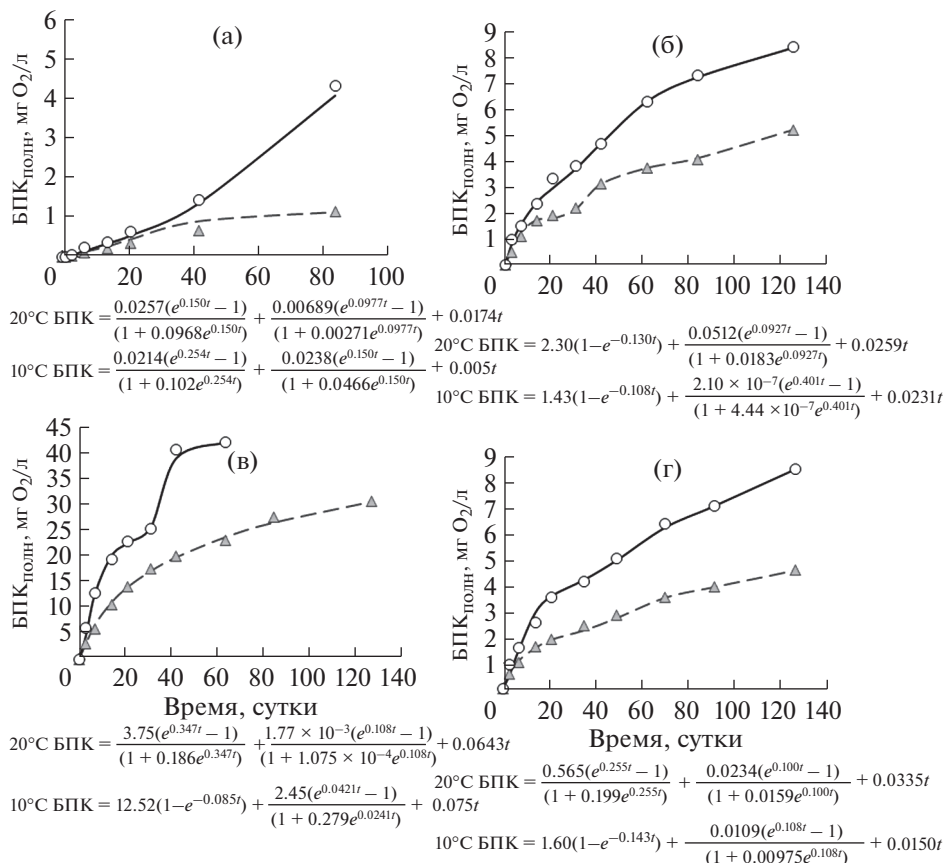 (а)
БПКполн, мг O2/л
6
5
4
3
2
1
0 20 40 60 80 100
20°C БПК = 0.0257(e^0.150t − 1)/(1 + 0.0968e^0.150t) + 0.00689(e^0.0977t − 1)/(1 + 0.00271e^0.0977t) + 0.0174t
10°C БПК = 0.0214(e^0.254t − 1)/(1 + 0.102e^0.254t) + 0.0238(e^0.150t − 1)/(1 + 0.0466e^0.150t) + 0.005t
(б)
БПКполн, мг O2/л
9
8
7
6
5
4
3
2
1
0 20 40 60 80 100 120 140
20°C БПК = 2.30(1−e^−0.130t) + 0.0512(e^0.0927t − 1)/(1 + 0.0183e^0.0927t) + 0.0259t
10°C БПК = 1.43(1−e^−0.108t) + 2.10 × 10^−7(e^0.401t − 1)/(1 + 4.44 ×10^−7e^0.401t) + 0.0231t
(в)
БПКполн, мг O2/л
45
40
35
30
25
20
15
10
5
0 20 40 60 80 100 120 140
Время, сутки
20°C БПК = 3.75(e^0.347t − 1)/(1 + 0.186e^0.347t) + 1.77 × 10^−3(e^0.108t − 1)/(1 + 1.075 × 10^−4e^0.108t) + 0.0643t
10°C БПК = 12.52(1−e^−0.085t) + 2.45(e^0.0421t − 1)/(1 + 0.279e^0.0241t) + 0.075t
(г)
БПКполн, мг O2/л
9
8
7
6
5
4
3
2
1
0 20 40 60 80 100 120 140
Время, сутки
20°C БПК = 0.565(e^0.255t − 1)/(1 + 0.199e^0.255t) + 0.0234(e^0.100t − 1)/(1 + 0.0159e^0.100t) + 0.0335t
10°C БПК = 1.60(1−e^−0.143t) + 0.0109(e^0.108t − 1)/(1 + 0.00975e^0.108t) + 0.0150t